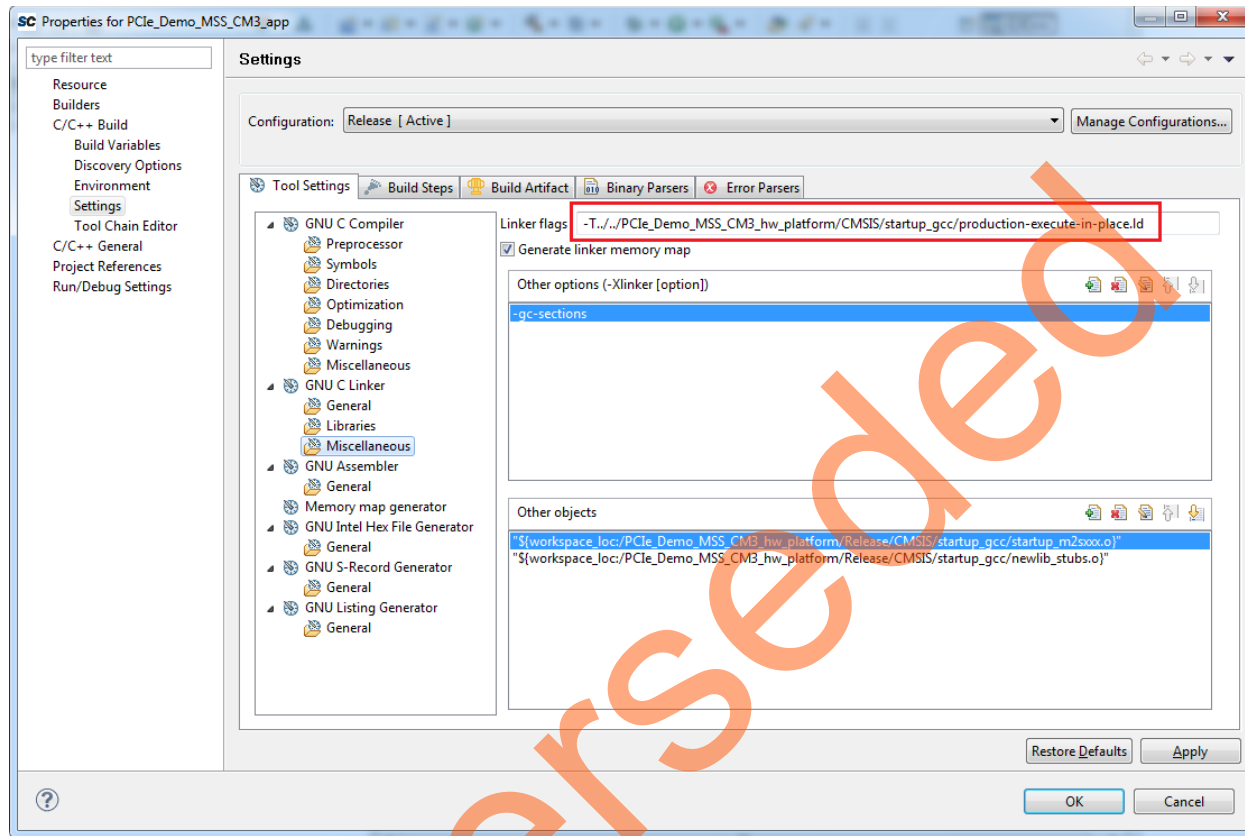 SC Properties for PCIe_Demo_MSS_CM3_app
type filter text
Resource
Builders
C/C++ Build
Build Variables
Discovery Options
Environment
Settings
Tool Chain Editor
C/C++ General
Project References
Run/Debug Settings
Settings
Configuration: Release [ Active ]
Manage Configurations...
Tool Settings Build Steps Build Artifact Binary Parsers Error Parsers
GNU C Compiler
Preprocessor
Symbols
Directories
Optimization
Debugging
Warnings
Miscellaneous
GNU C Linker
General
Libraries
Miscellaneous
GNU Assembler
General
Memory map generator
GNU Intel Hex File Generator
General
GNU S-Record Generator
General
GNU Listing Generator
General
Linker flags -T../../PCIe_Demo_MSS_CM3_hw_platform/CMSIS/startup_gcc/production-execute-in-place.ld
Generate linker memory map
Other options (-Xlinker [option])
-gc-sections
Other objects
"${workspace_loc:/PCIe_Demo_MSS_CM3_hw_platform/Release/CMSIS/startup_gcc/startup_m2sxxx.o}"
"${workspace_loc:/PCIe_Demo_MSS_CM3_hw_platform/Release/CMSIS/startup_gcc/newlib_stubs.o}"
Restore Defaults Apply
? OK Cancel
erseded